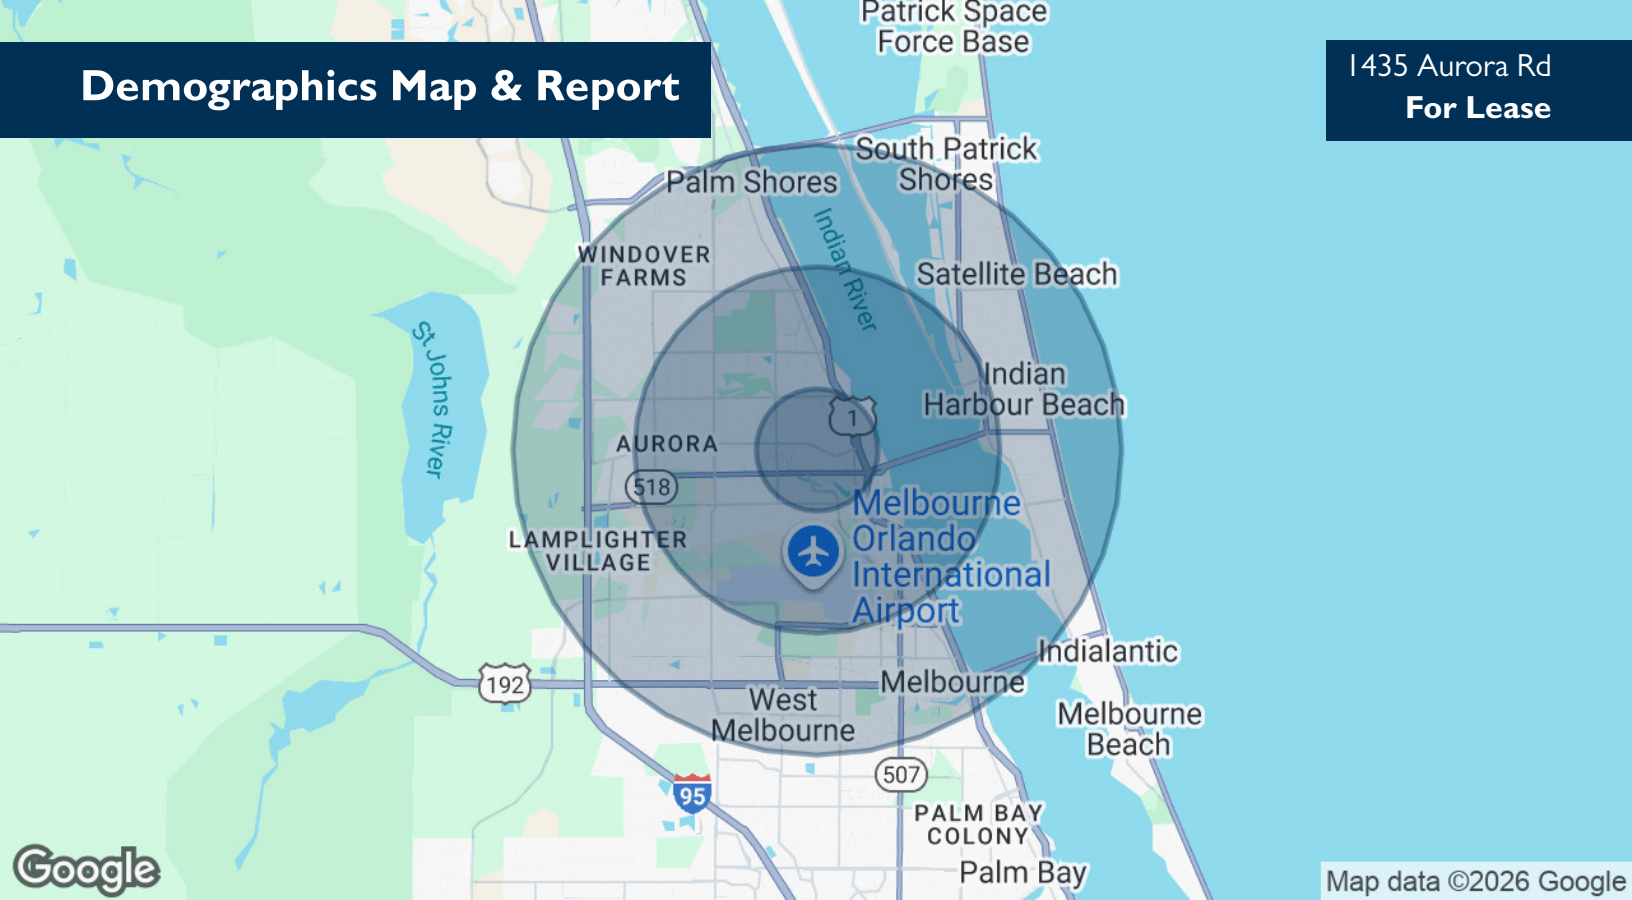 Patrick Space
Force Base
Demographics Map & Report
1435 Aurora Rd
For Lease
South Patrick
Shores
Palm Shores
Indian River
WINDOVER
FARMS
Satellite Beach
St Johns River
Indian
Harbour Beach
1
AURORA
518
Melbourne
Orlando
International
Airport
LAMPLIGHTER
VILLAGE
Indialantic
192
Melbourne
West
Melbourne
Melbourne
Beach
507
95
PALM BAY
COLONY
Palm Bay
Google
Map data ©2026 Google